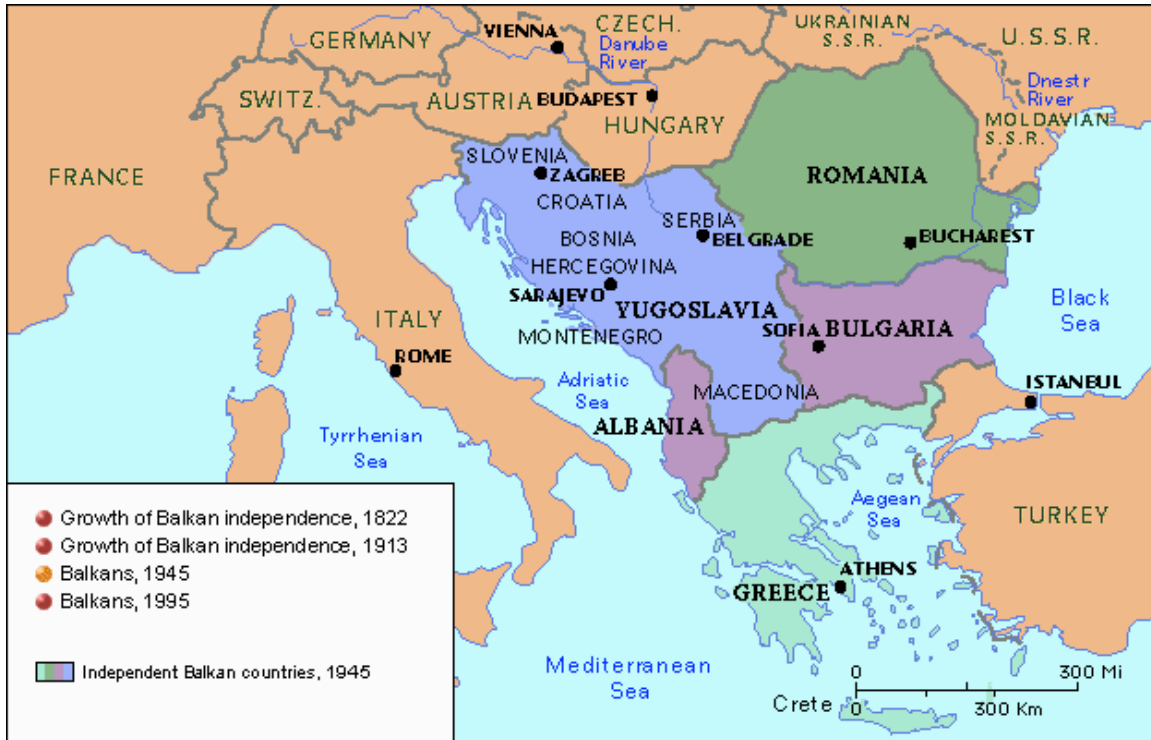 UKRAINIAN
S.S.R.
CZECH.
VIENNA
GERMANY
Danube
River
U.S.S.R.
Dnestr
River
SWITZ.
AUSTRIA
BUDAPEST
HUNGARY
MOLDAVIAN
S.S.R.
FRANCE
SLOVENIA
ZAGREB
CROATIA
ROMANIA
SERBIA
BELGRADE
BUCHAREST
BOSNIA
HERCEGOVINA
SARAJEVO
YUGOSLAVIA
MONTENEGRO
Black
Sea
ITALY
ROME
SOFIA
BULGARIA
Adriatic
Sea
MACEDONIA
ISTANBUL
ALBANIA
Tyrrhenian
Sea
Aegean
Sea
TURKEY
ATHENS
GREECE
Mediterranean
Sea
Crete
0 300 Mi
0 300 Km
Growth of Balkan independence, 1822
Growth of Balkan independence, 1913
Balkans, 1945
Balkans, 1995
Independent Balkan countries, 1945